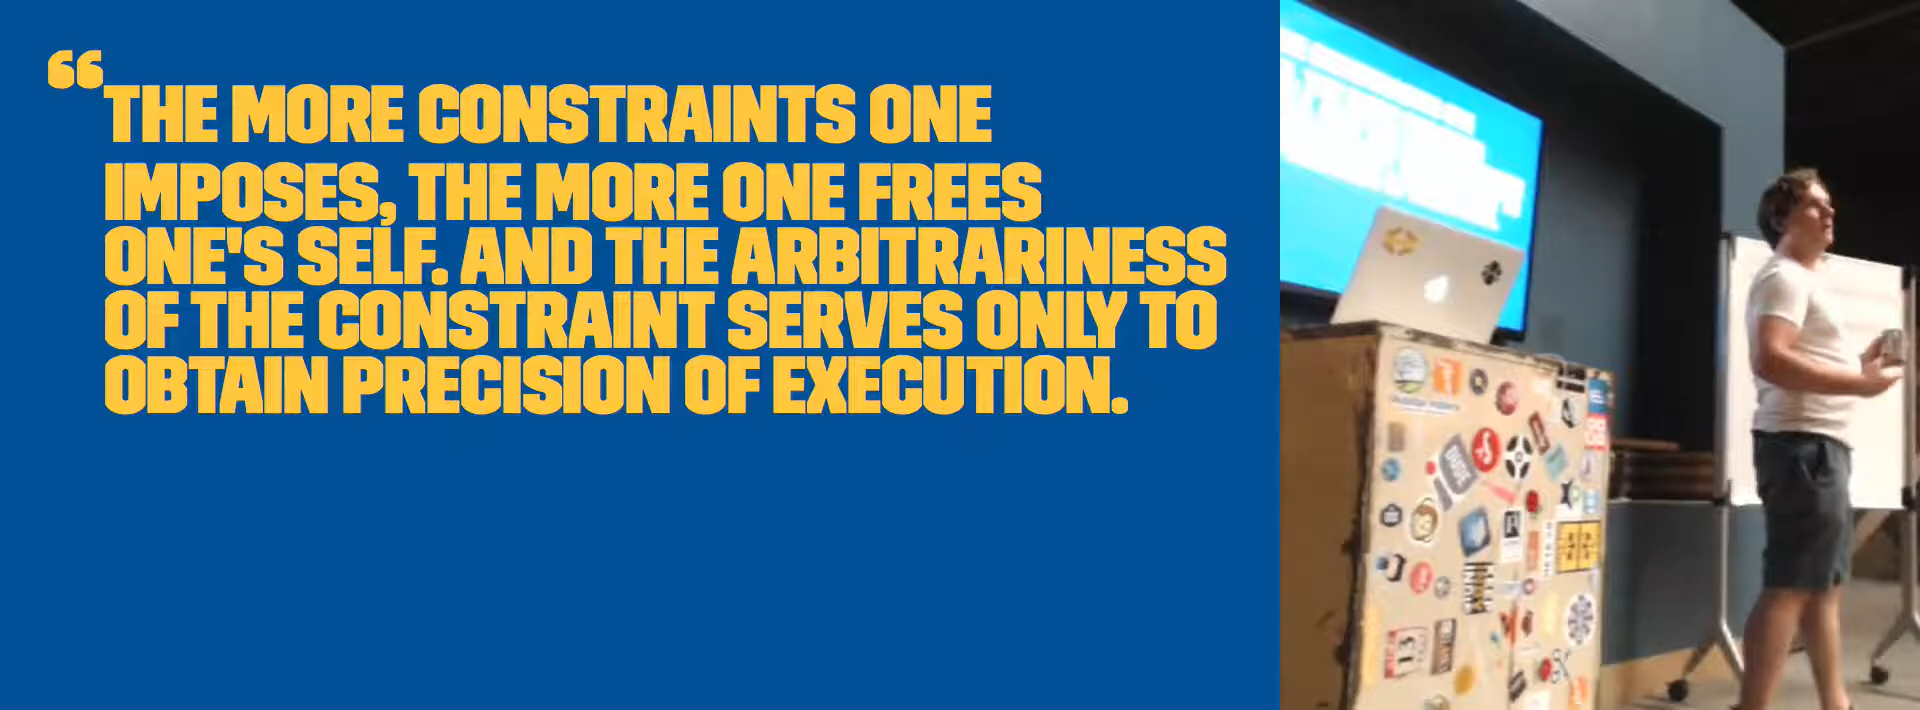 “THE MORE CONSTRAINTS ONE
IMPOSES, THE MORE ONE FREES
ONE'S SELF. AND THE ARBITRARINESS
OF THE CONSTRAINT SERVES ONLY TO
OBTAIN PRECISION OF EXECUTION.